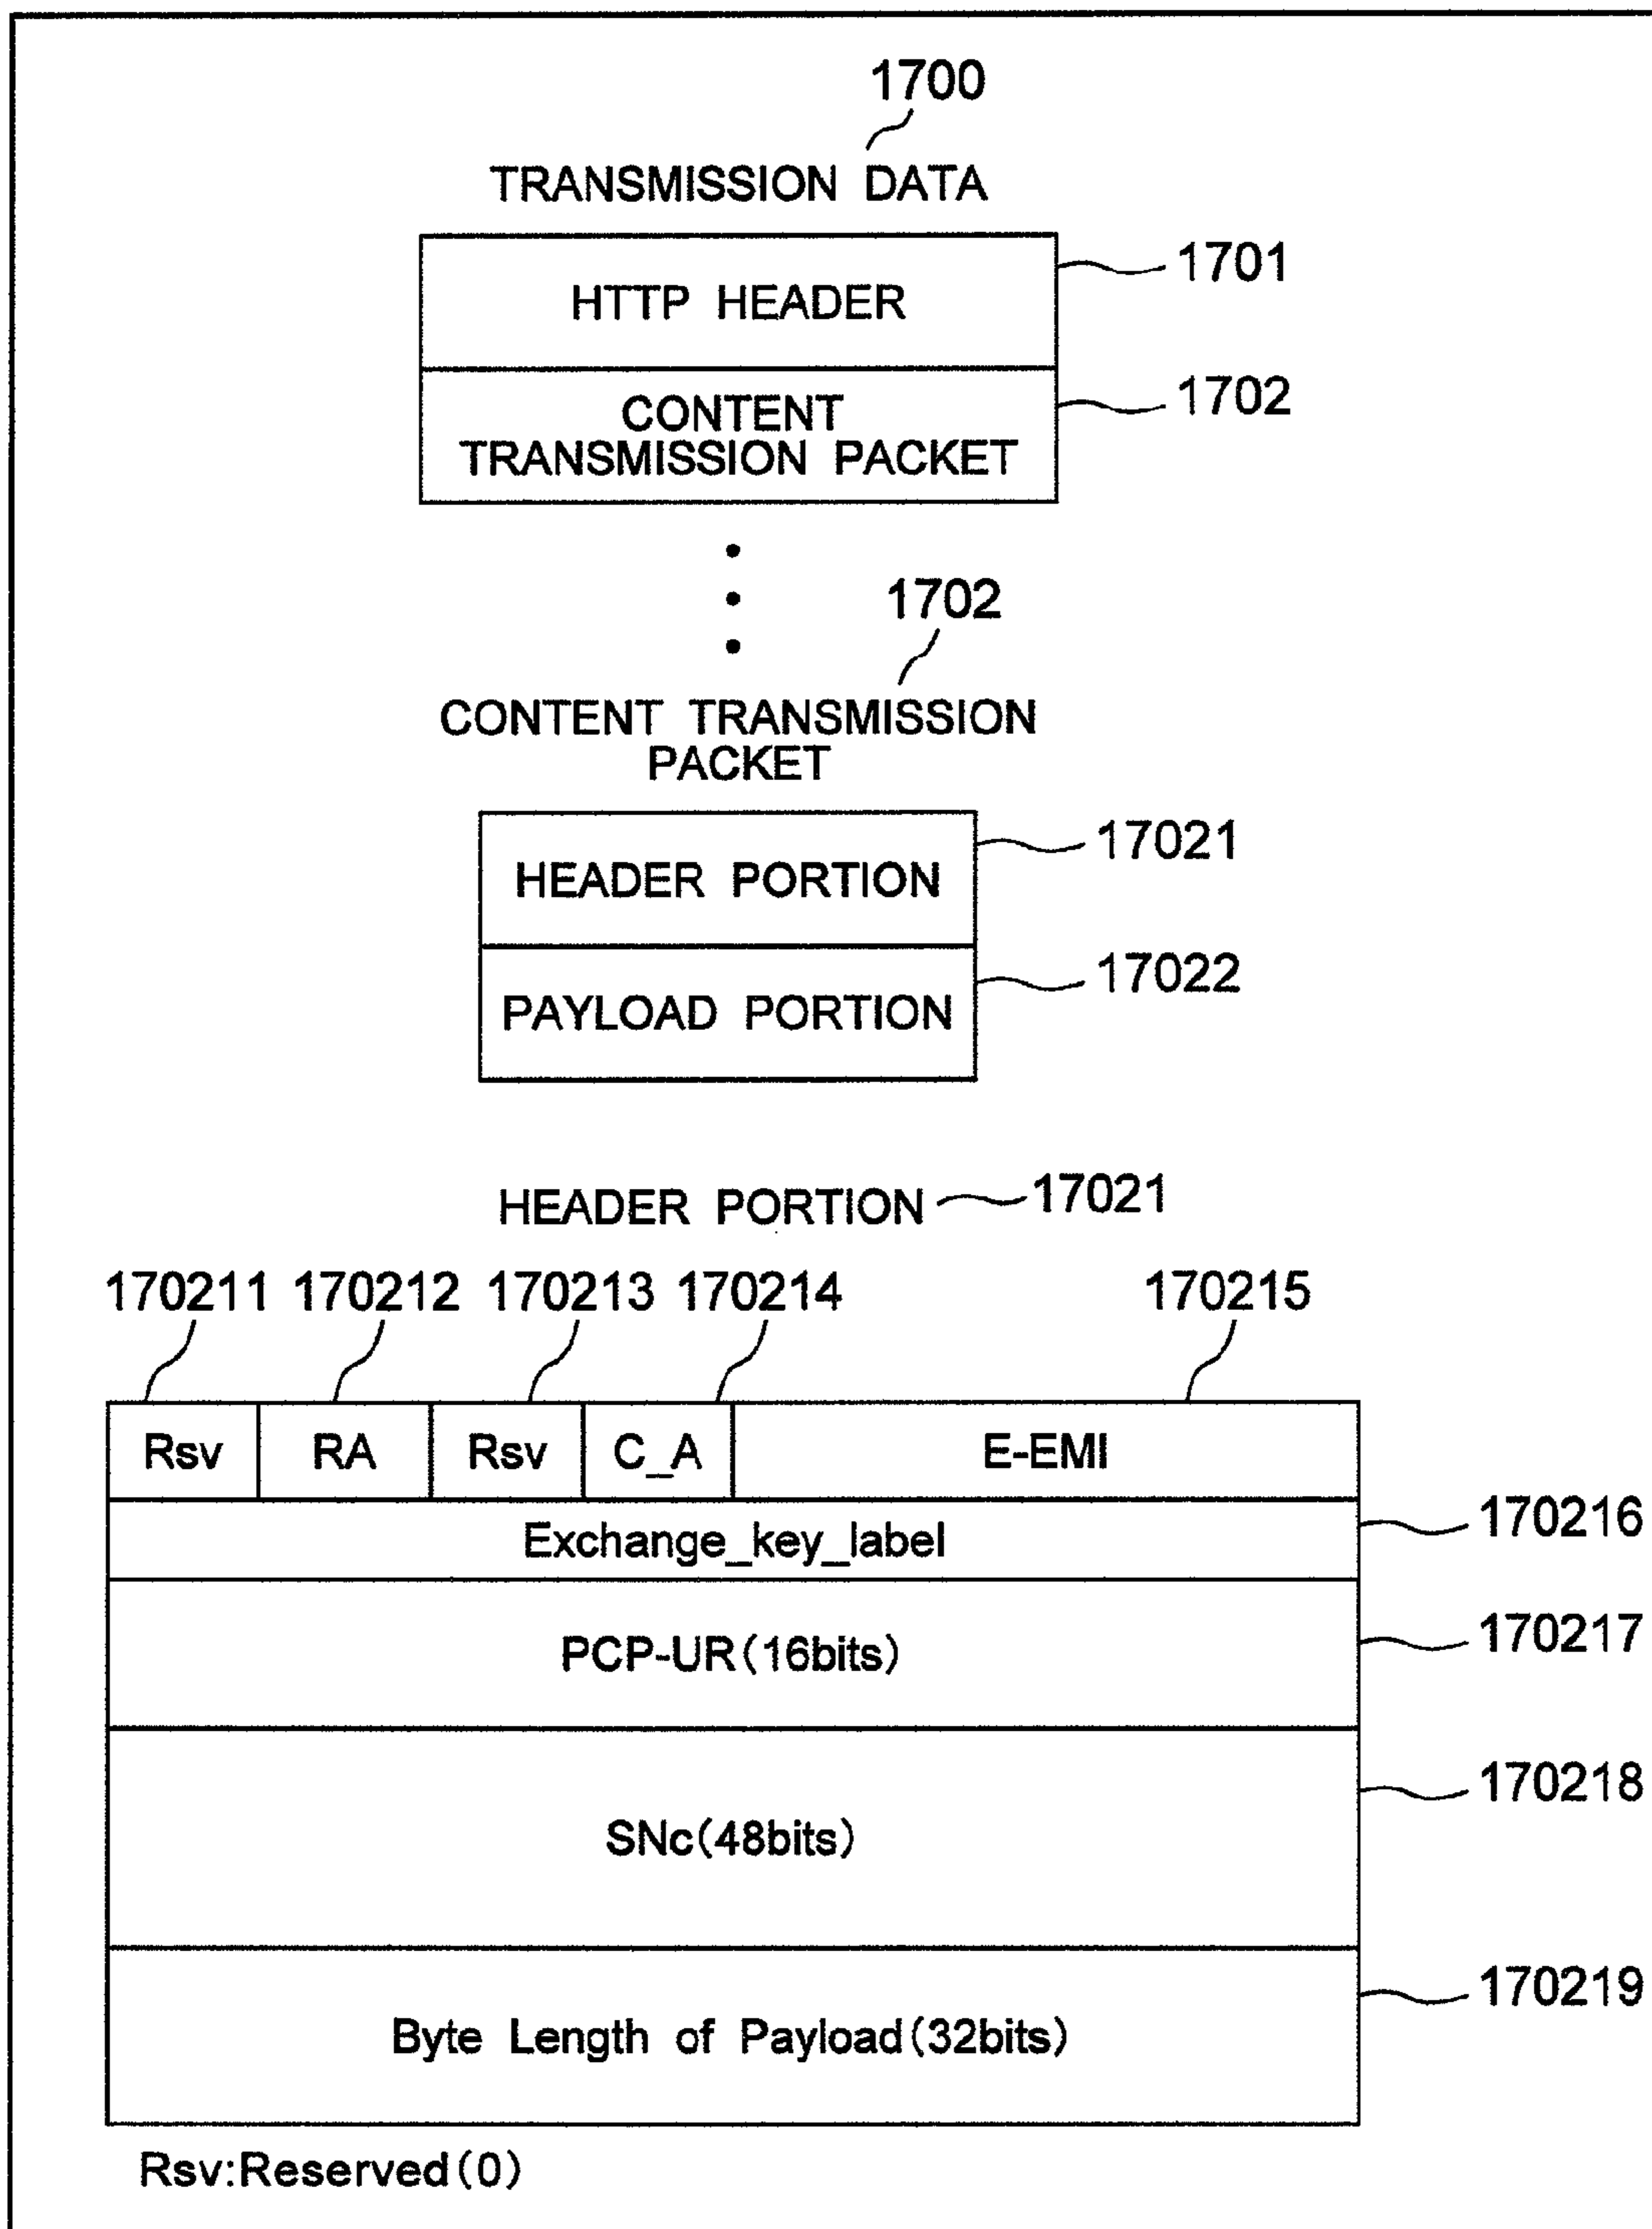 1700
TRANSMISSION DATA
HTTP HEADER
1701
CONTENT
TRANSMISSION PACKET
1702
1702
CONTENT TRANSMISSION
PACKET
HEADER PORTION
17021
PAYLOAD PORTION
17022
HEADER PORTION 17021
170211 170212 170213 170214 170215
Rsv RA Rsv C_A E-EMI
Exchange_key_label
170216
PCP-UR(16bits)
170217
SNc(48bits)
170218
Byte Length of Payload(32bits)
170219
Rsv:Reserved(0)